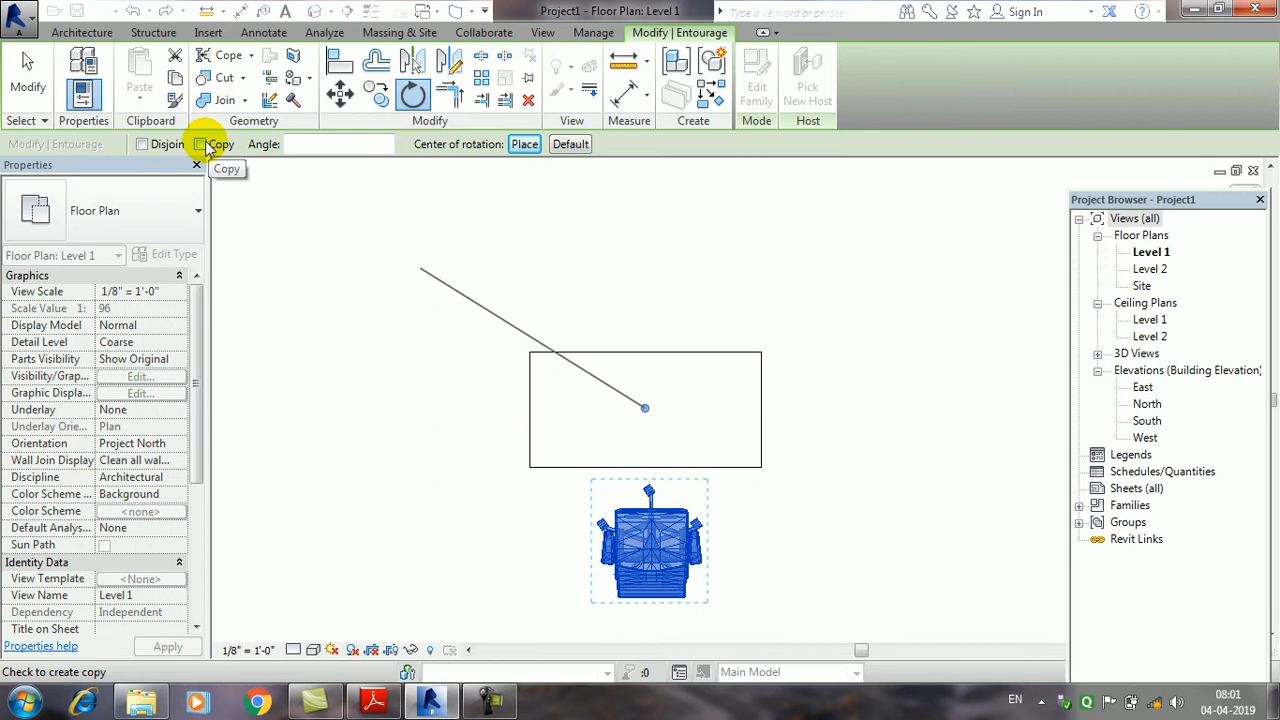 Project1 - Floor Plan: Level 1
Type a keyword or phrase
Sign In
Architecture Structure Insert Annotate Analyze Massing & Site Collaborate View Manage Modify | Entourage
Modify
Paste
Cope
Cut
Join
Edit Family
Pick New Host
Select Properties Clipboard Geometry Modify View Measure Create Mode Host
Modify | Entourage Disjoin Copy Angle: Center of rotation: Place Default
Copy
Properties
Floor Plan
Floor Plan: Level 1 Edit Type
Graphics
View Scale 1/8" = 1'-0"
Scale Value 1: 96
Display Model Normal
Detail Level Coarse
Parts Visibility Show Original
Visibility/Grap... Edit...
Graphic Displa... Edit...
Underlay None
Underlay Orie... Plan
Orientation Project North
Wall Join Display Clean all wal...
Discipline Architectural
Color Scheme ... Background
Color Scheme <none>
Default Analys... None
Sun Path
Identity Data
View Template <None>
View Name Level 1
Dependency Independent
Title on Sheet
Properties help Apply
Project Browser - Project1
Views (all)
Floor Plans
Level 1
Level 2
Site
Ceiling Plans
Level 1
Level 2
3D Views
Elevations (Building Elevation)
East
North
South
West
Legends
Schedules/Quantities
Sheets (all)
Families
Groups
Revit Links
1/8" = 1'-0"
Check to create copy :0 Main Model
EN
08:01
04-04-2019